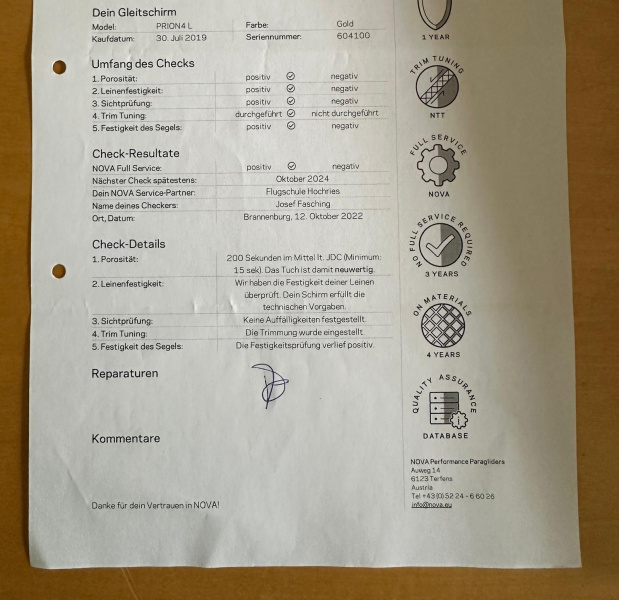 Dein Gleitschirm
Model: PRION4 L Farbe: Gold
Kaufdatum: 30. Juli 2019 Seriennummer: 604100
Umfang des Checks
1. Porosität: positiv negativ
2. Leinenfestigkeit: positiv negativ
3. Sichtprüfung: positiv negativ
4. Trim Tuning: durchgeführt nicht durchgeführt
5. Festigkeit des Segels: positiv negativ
Check-Resultate
NOVA Full Service: positiv negativ
Nächster Check spätestens: Oktober 2024
Dein NOVA Service-Partner: Flugschule Hochries
Name deines Checkers: Josef Fasching
Ort, Datum: Brannenburg, 12. Oktober 2022
Check-Details
1. Porosität: 200 Sekunden im Mittel lt. JDC (Minimum:
15 sek). Das Tuch ist damit neuwertig.
2. Leinenfestigkeit: Wir haben die Festigkeit deiner Leinen
überprüft. Dein Schirm erfüllt die
technischen Vorgaben.
3. Sichtprüfung: Keine Auffälligkeiten festgestellt.
4. Trim Tuning: Die Trimmung wurde eingestellt.
5. Festigkeit des Segels: Die Festigkeitsprüfung verlief positiv.
Reparaturen
Kommentare
Danke für dein Vertrauen in NOVA!
1 YEAR
TRIM TUNING
NTT
FULL SERVICE
NOVA
NO FULL SERVICE REQUIRED
3 YEARS
ON MATERIALS
4 YEARS
QUALITY ASSURANCE
DATABASE
NOVA Performance Paragliders
Auweg 14
6123 Terfens
Austria
Tel +43 (0) 52 24 - 6 60 26
info@nova.eu